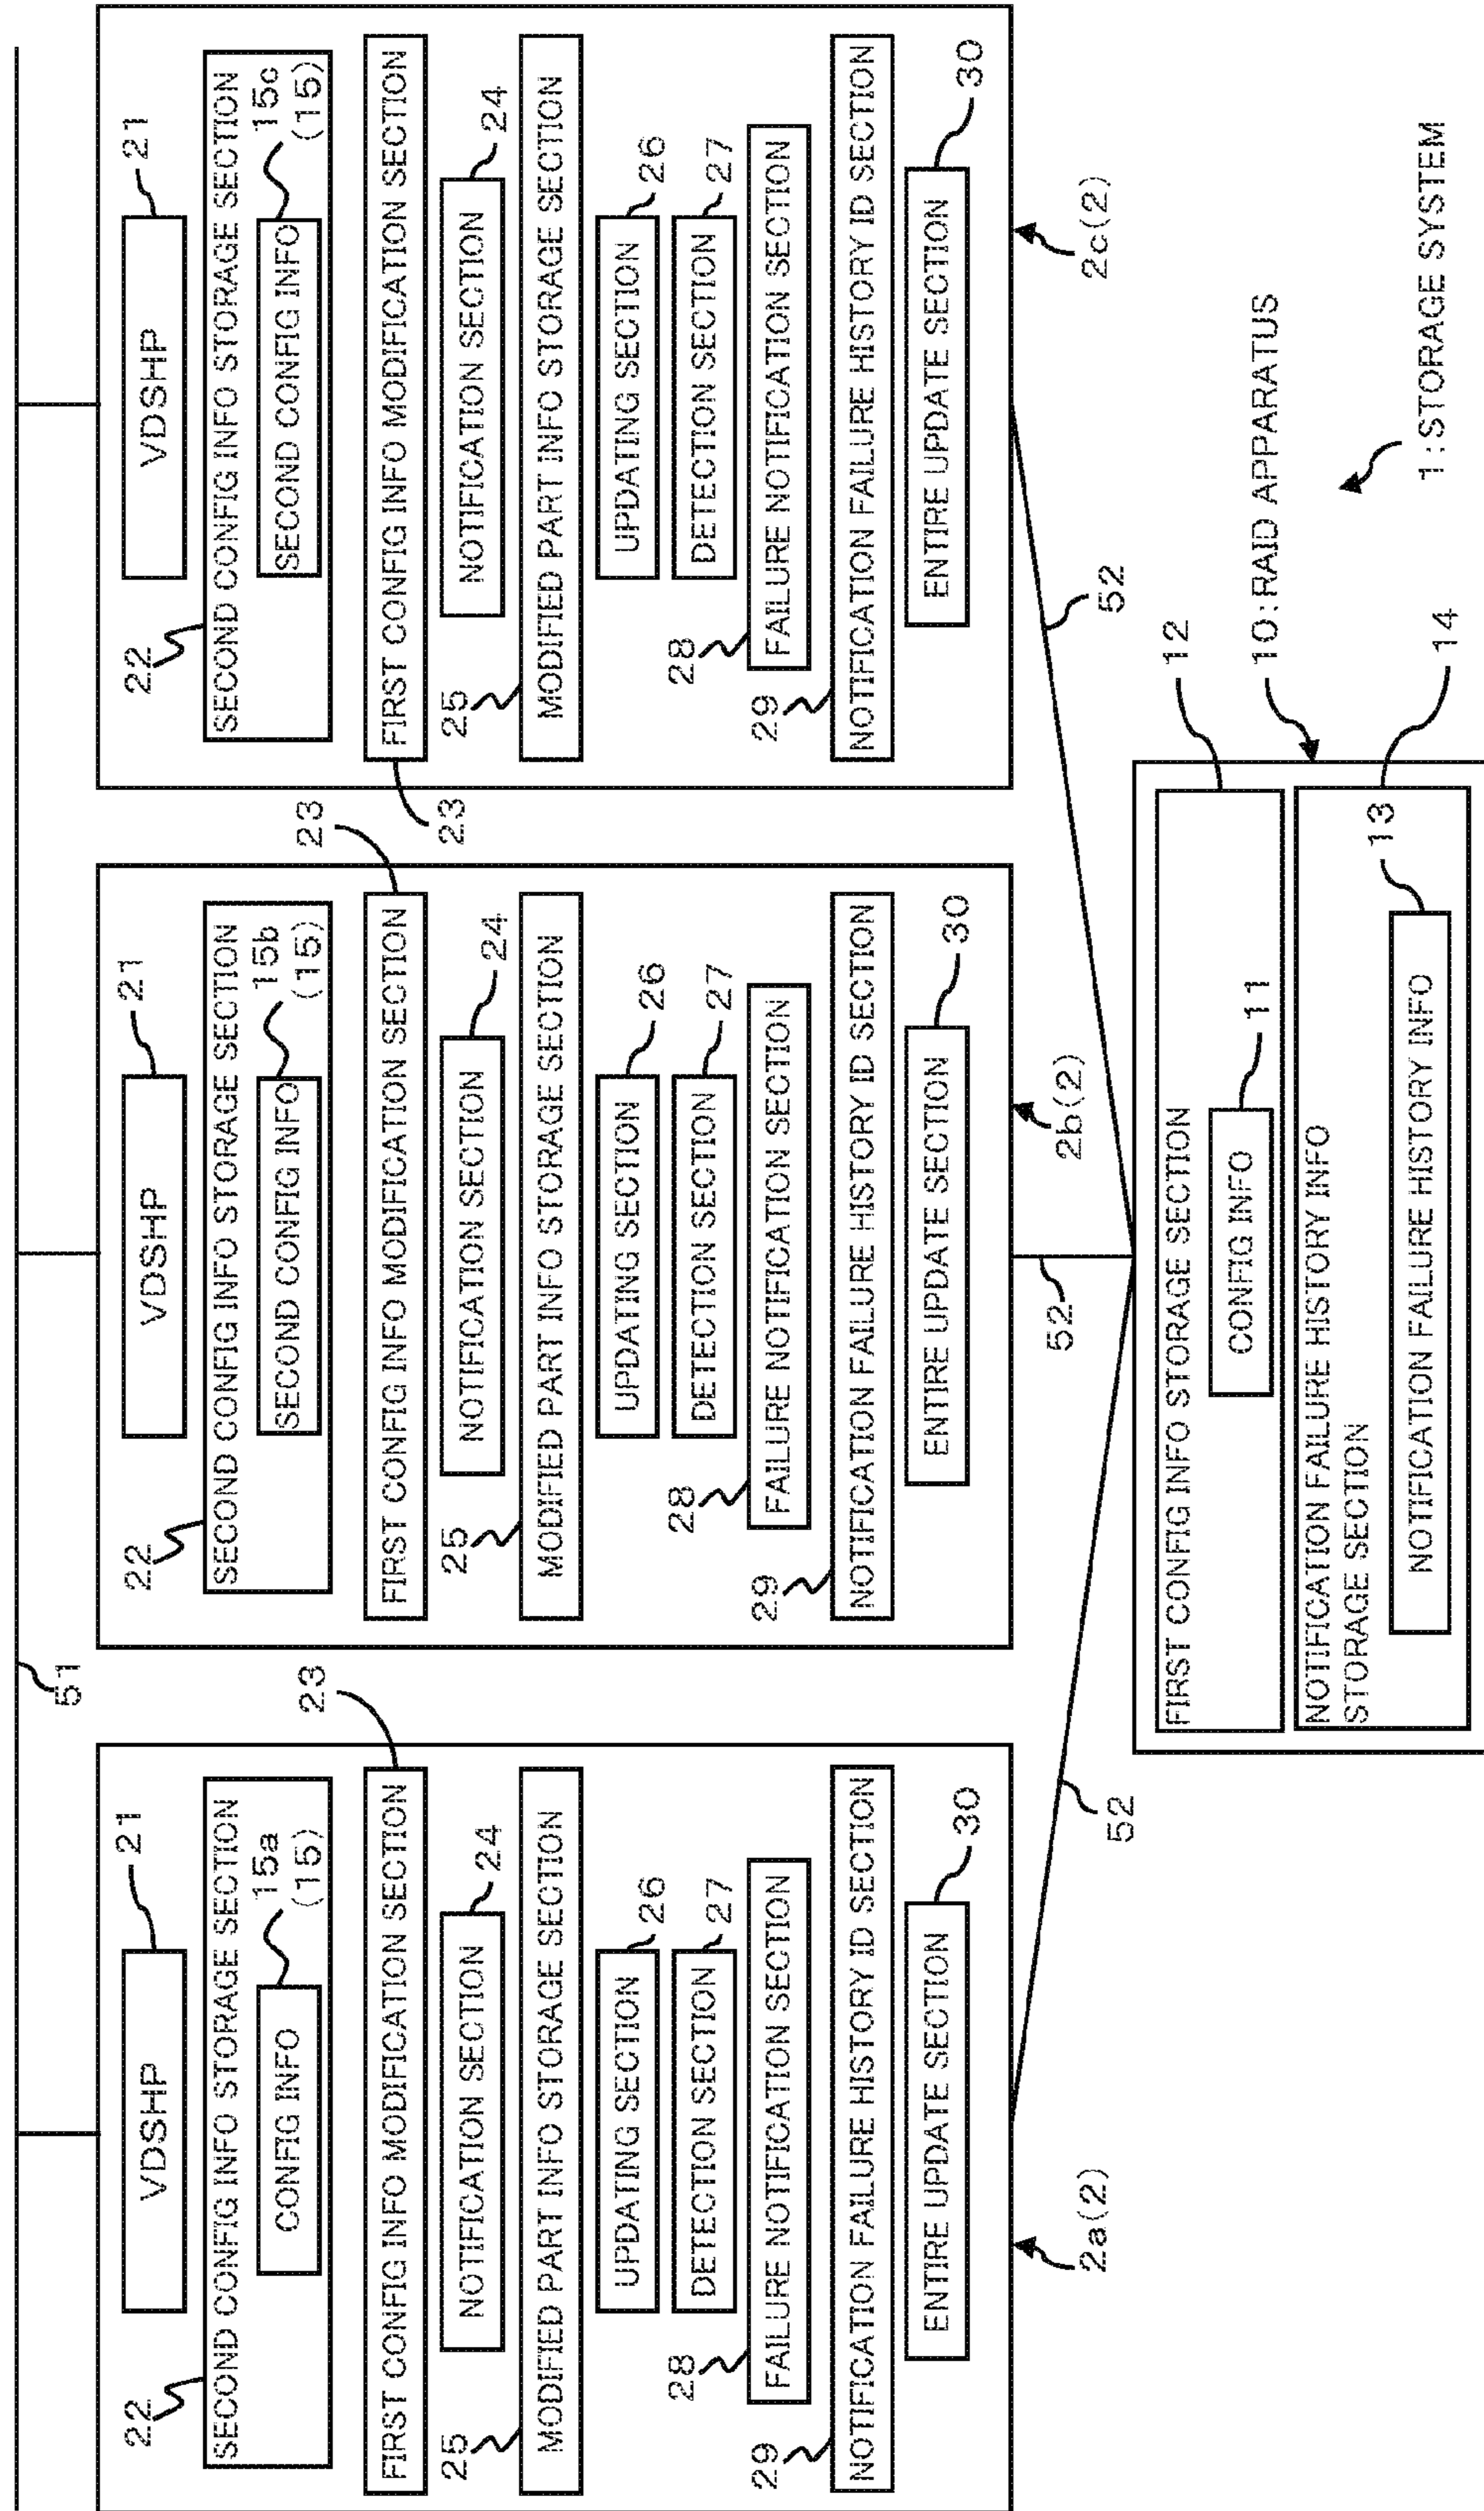 51
VDSHP
21
22
SECOND CONFIG INFO STORAGE SECTION
CONFIG INFO
15a
(15)
23
FIRST CONFIG INFO MODIFICATION SECTION
NOTIFICATION SECTION
24
25
MODIFIED PART INFO STORAGE SECTION
UPDATING SECTION
26
DETECTION SECTION
27
28
FAILURE NOTIFICATION SECTION
29
NOTIFICATION FAILURE HISTORY ID SECTION
ENTIRE UPDATE SECTION
30
2a(2)
52
VDSHP
21
22
SECOND CONFIG INFO STORAGE SECTION
SECOND CONFIG INFO
15b
(15)
23
FIRST CONFIG INFO MODIFICATION SECTION
NOTIFICATION SECTION
24
25
MODIFIED PART INFO STORAGE SECTION
UPDATING SECTION
26
DETECTION SECTION
27
28
FAILURE NOTIFICATION SECTION
29
NOTIFICATION FAILURE HISTORY ID SECTION
ENTIRE UPDATE SECTION
30
2b(2)
52
VDSHP
21
22
SECOND CONFIG INFO STORAGE SECTION
SECOND CONFIG INFO
15c
(15)
23
FIRST CONFIG INFO MODIFICATION SECTION
NOTIFICATION SECTION
24
25
MODIFIED PART INFO STORAGE SECTION
UPDATING SECTION
26
DETECTION SECTION
27
28
FAILURE NOTIFICATION SECTION
29
NOTIFICATION FAILURE HISTORY ID SECTION
ENTIRE UPDATE SECTION
30
2c(2)
52
FIRST CONFIG INFO STORAGE SECTION
12
CONFIG INFO
11
10:RAID APPARATUS
NOTIFICATION FAILURE HISTORY INFO
STORAGE SECTION
14
NOTIFICATION FAILURE HISTORY INFO
13
1:STORAGE SYSTEM